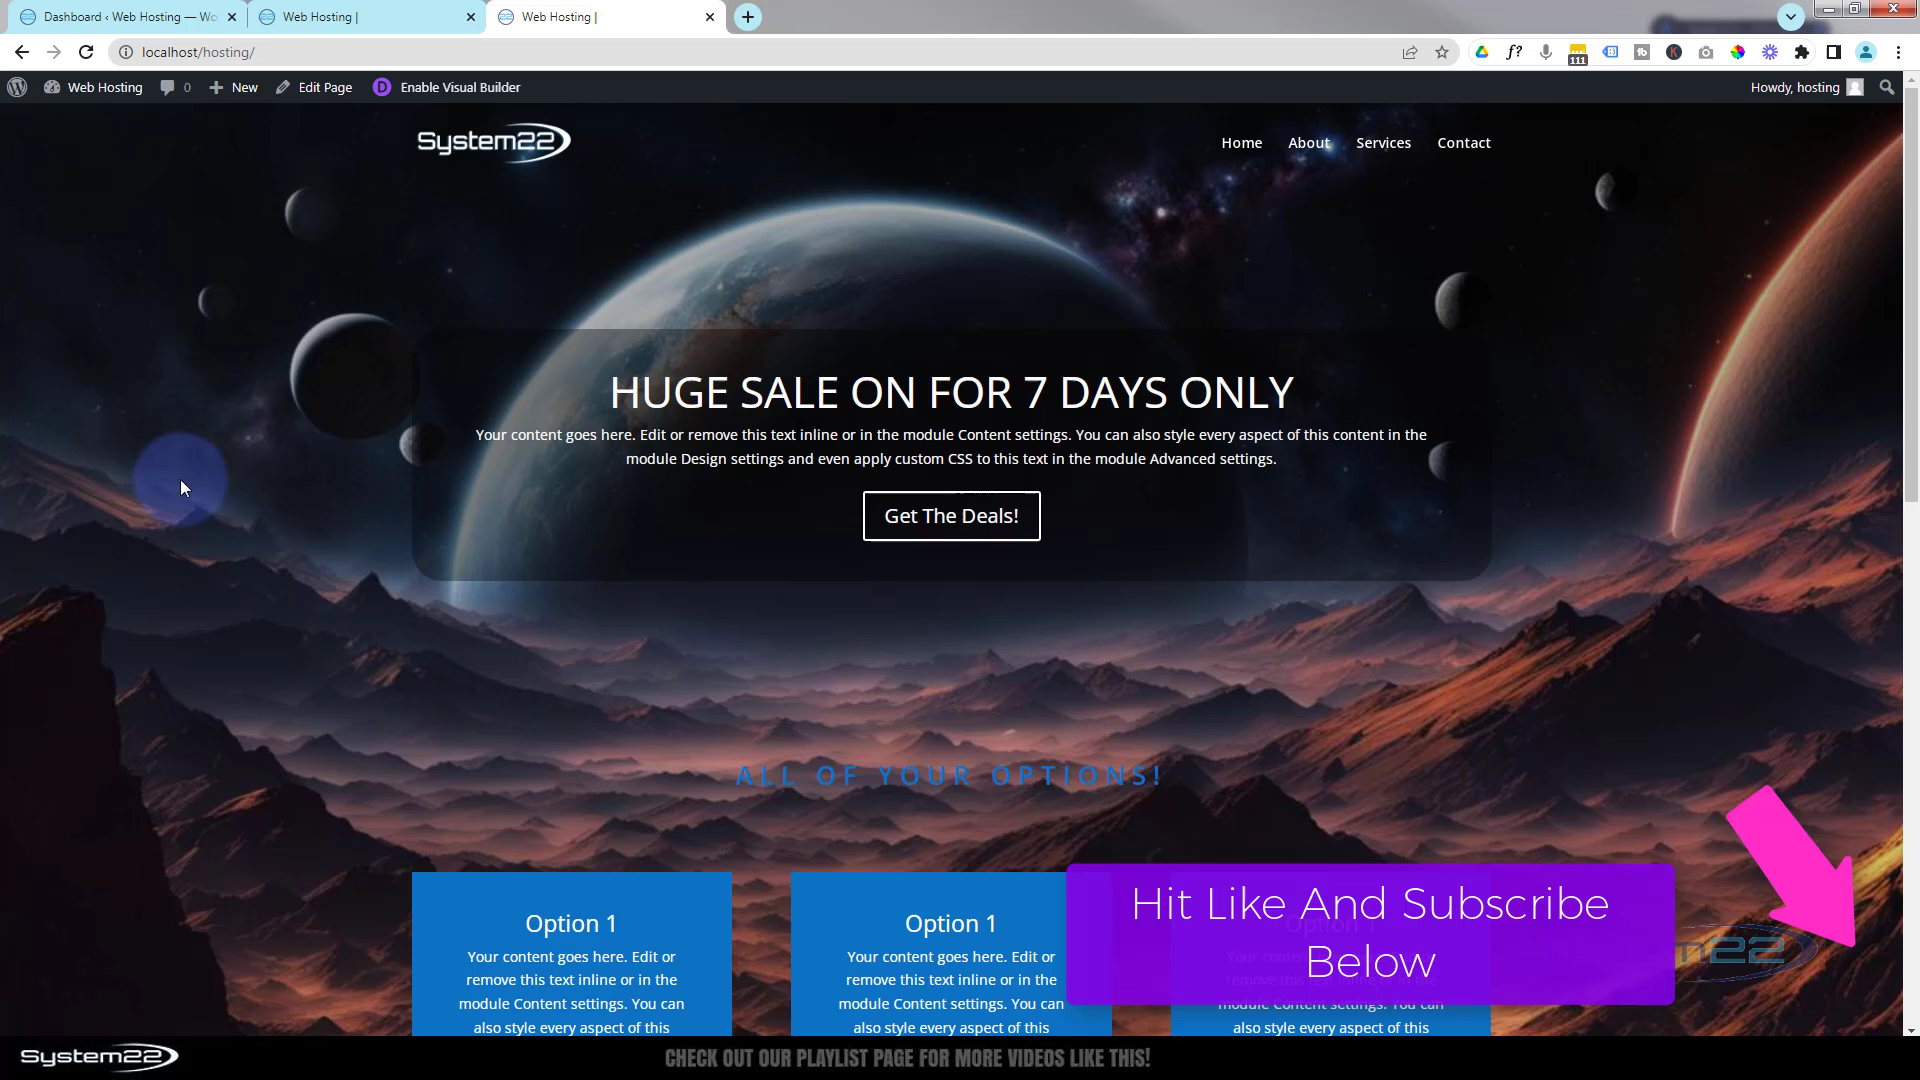 Dashboard ‹ Web Hosting — Wo
Web Hosting |
Web Hosting |
localhost/hosting/
f?
111
Web Hosting
0
New
Edit Page
D
Enable Visual Builder
Howdy, hosting
System22
Home
About
Services
Contact
HUGE SALE ON FOR 7 DAYS ONLY
Your content goes here. Edit or remove this text inline or in the module Content settings. You can also style every aspect of this content in the
module Design settings and even apply custom CSS to this text in the module Advanced settings.
Get The Deals!
ALL OF YOUR OPTIONS!
Option 1
Your content goes here. Edit or
remove this text inline or in the
module Content settings. You can
also style every aspect of this
Option 1
Your content goes here. Edit or
remove this text inline or in the
module Content settings. You can
also style every aspect of this
module Content settings. You can
also style every aspect of this
Hit Like And Subscribe
Below
m22
System22
CHECK OUT OUR PLAYLIST PAGE FOR MORE VIDEOS LIKE THIS!